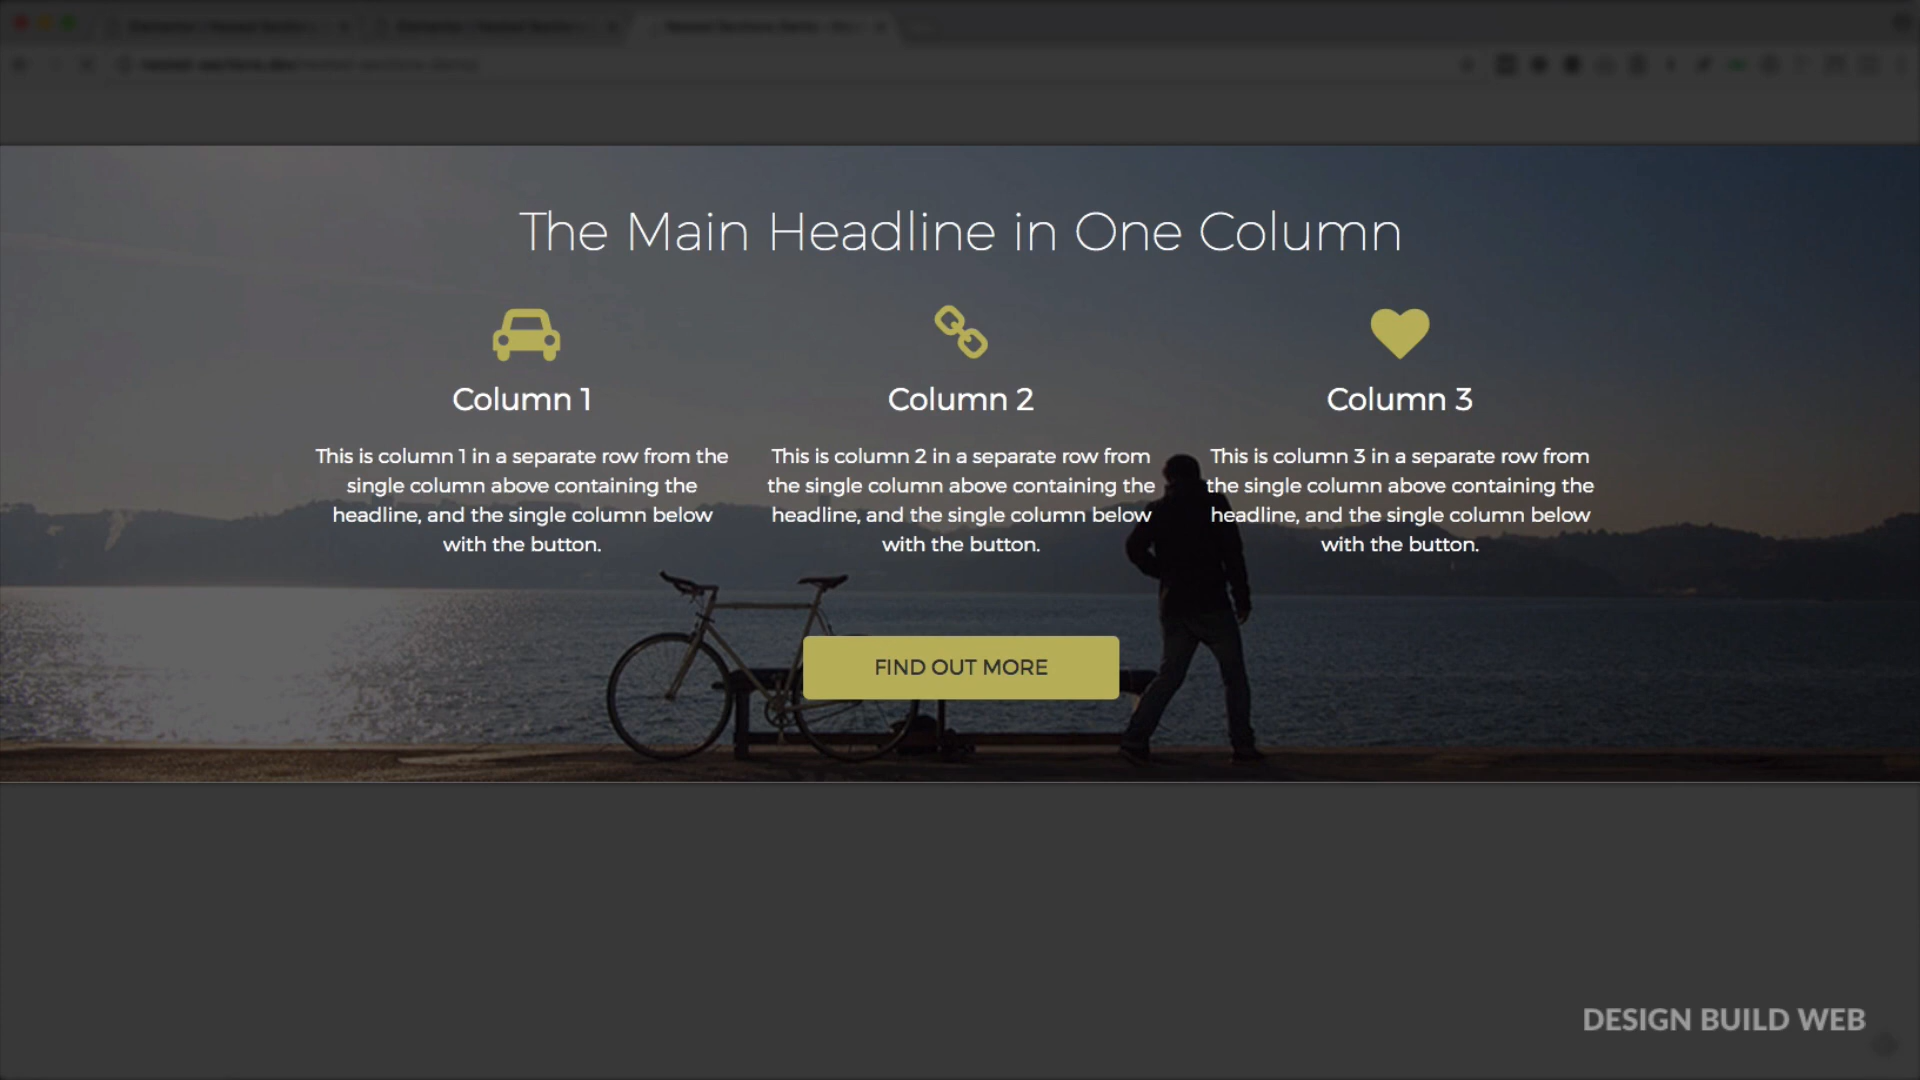 The Main Headline in One Column
Column 1
This is column 1 in a separate row from the
single column above containing the
headline, and the single column below
with the button.
Column 2
This is column 2 in a separate row from
the single column above containing the
headline, and the single column below
with the button.
Column 3
This is column 3 in a separate row from
the single column above containing the
headline, and the single column below
with the button.
FIND OUT MORE
DESIGN BUILD WEB